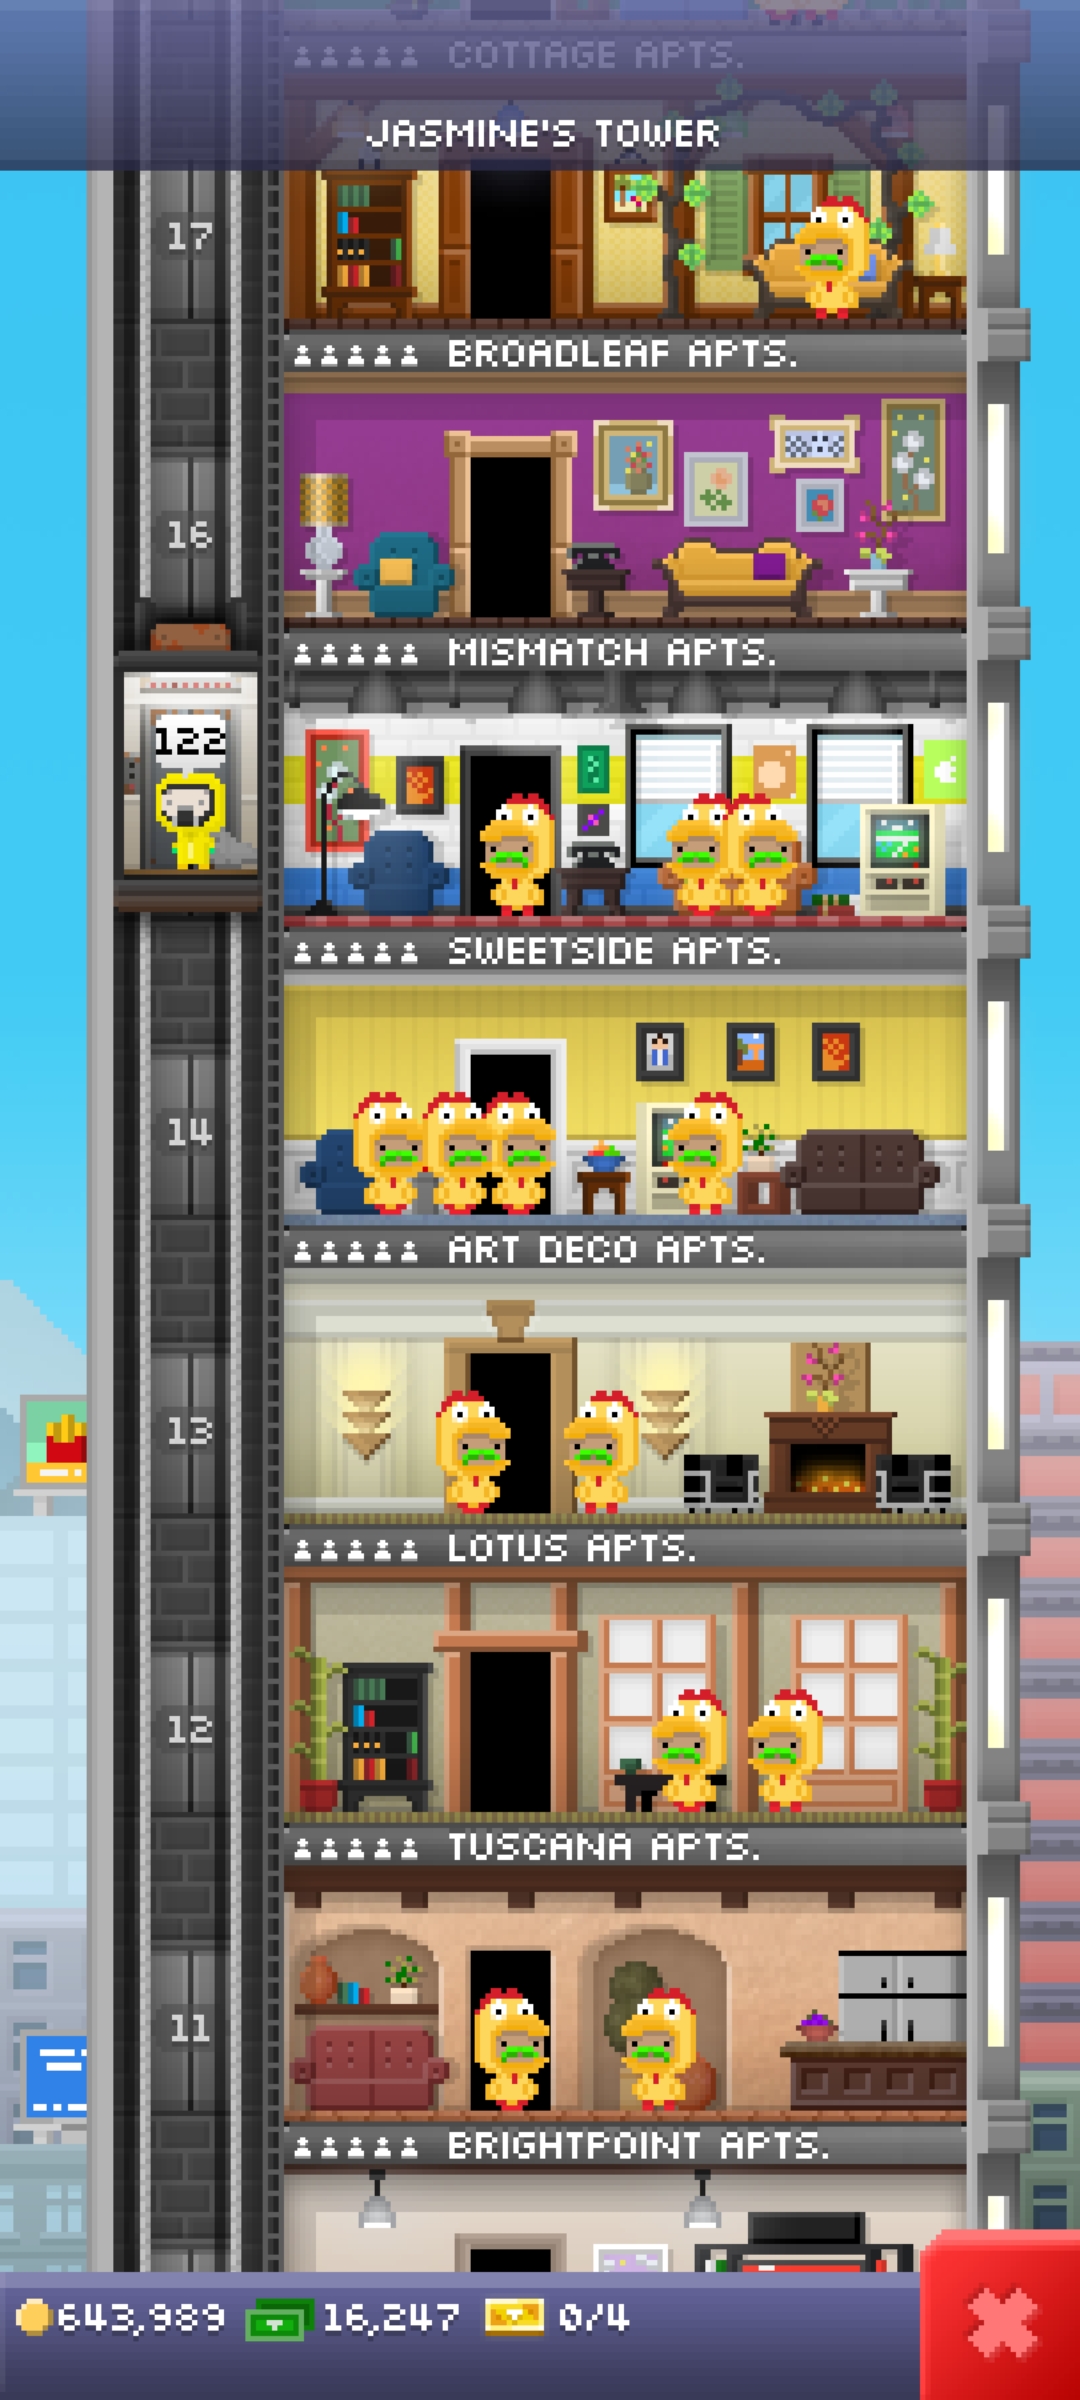 COTTAGE APTS.
JASMINE'S TOWER
17
BROADLEAF APTS.
16
MISMATCH APTS.
122
SWEETSIDE APTS.
14
ART DECO APTS.
13
LOTUS APTS.
12
TUSCANA APTS.
11
BRIGHTPOINT APTS.
643,989 16,247 0/4